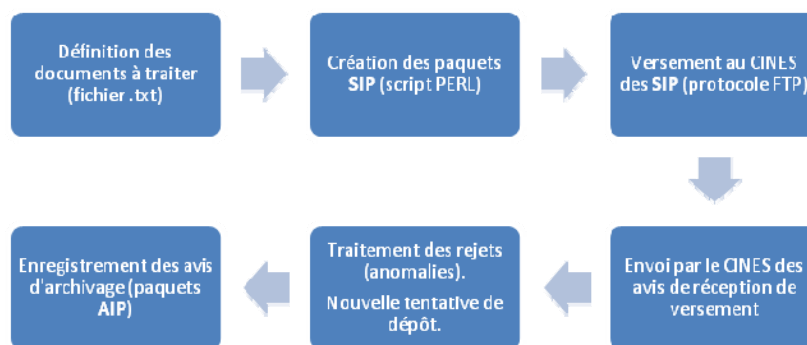 Définition des
documents à traiter
(fichier .txt)
Création des paquets
SIP (script PERL)
Versement au CINES
des SIP (protocole FTP)
Envoi par le CINES des
avis de réception de
versement
Traitement des rejets
(anomalies).
Nouvelle tentative de
dépôt.
Enregistrement des avis
d'archivage (paquets
AIP)